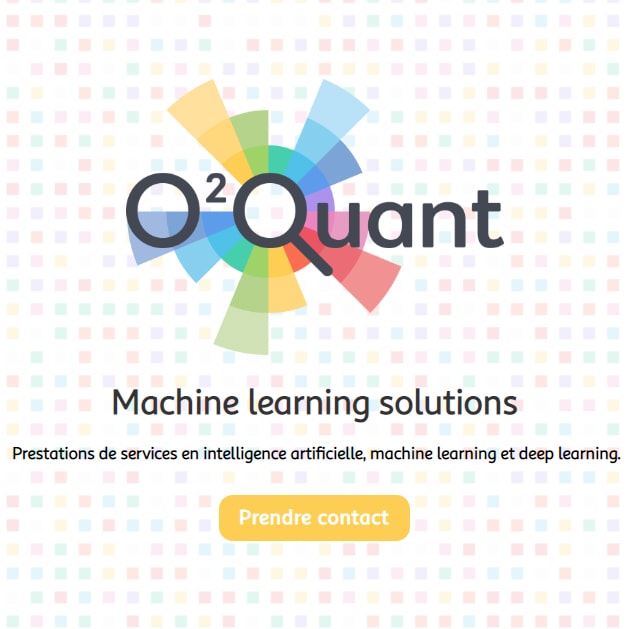 O²Quant
Machine learning solutions
Prestations de services en intelligence artificielle, machine learning et deep learning.
Prendre contact